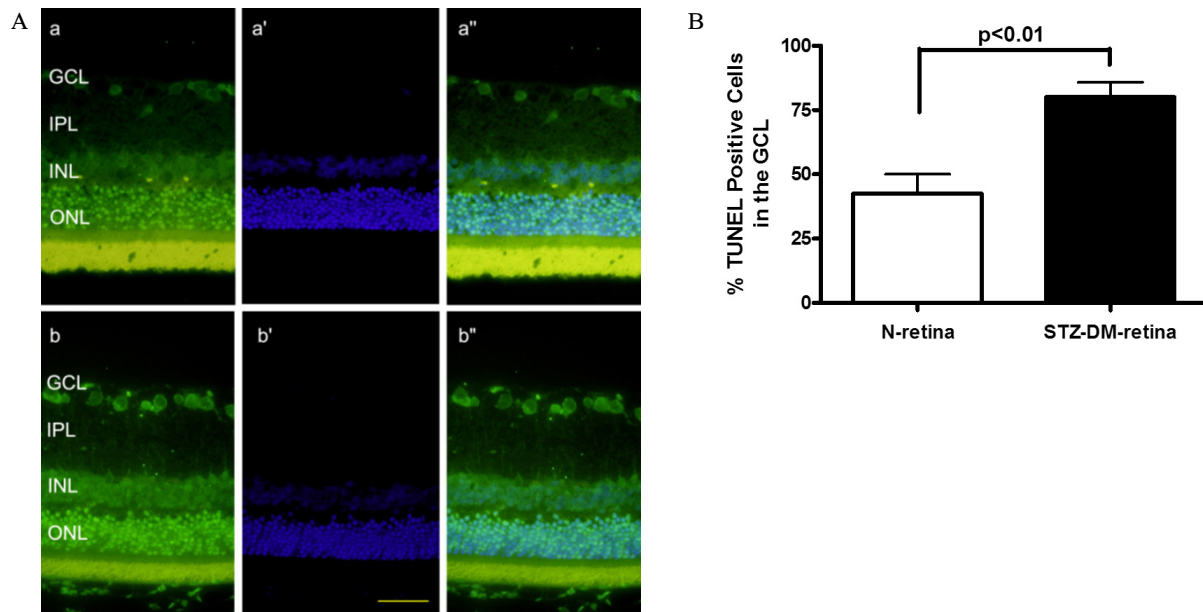 A
a
a'
a"
GCL
IPL
INL
ONL
b
b'
b"
GCL
IPL
INL
ONL
B
p<0.01
% TUNEL Positive Cells
in the GCL
100
75
50
25
0
N-retina
STZ-DM-retina